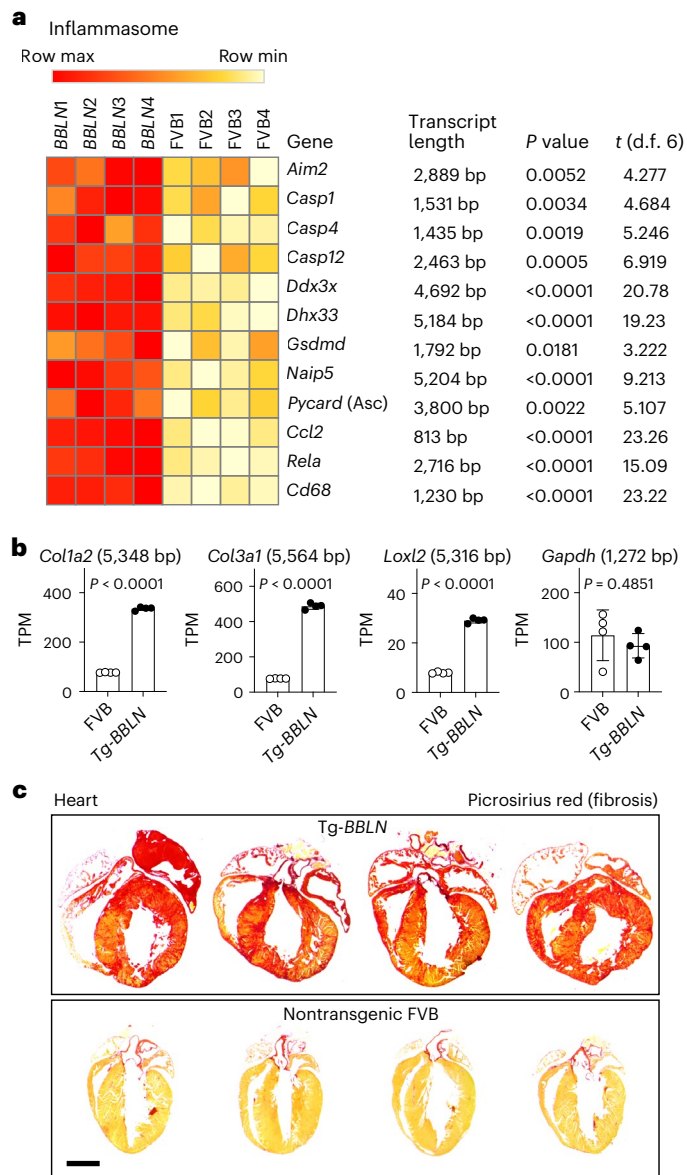 a
Inflammasome
Row max Row min
BBLN1 BBLN2 BBLN3 BBLN4 FVB1 FVB2 FVB3 FVB4 Gene Transcript length P value t (d.f. 6)
Aim2 2,889 bp 0.0052 4.277
Casp1 1,531 bp 0.0034 4.684
Casp4 1,435 bp 0.0019 5.246
Casp12 2,463 bp 0.0005 6.919
Ddx3x 4,692 bp <0.0001 20.78
Dhx33 5,184 bp <0.0001 19.23
Gsdmd 1,792 bp 0.0181 3.222
Naip5 5,204 bp <0.0001 9.213
Pycard (Asc) 3,800 bp 0.0022 5.107
Ccl2 813 bp <0.0001 23.26
Rela 2,716 bp <0.0001 15.09
Cd68 1,230 bp <0.0001 23.22
b
Col1a2 (5,348 bp)
P < 0.0001
TPM
400
200
0
FVB
Tg-BBLN
Col3a1 (5,564 bp)
P < 0.0001
TPM
600
400
200
0
FVB
Tg-BBLN
Loxl2 (5,316 bp)
P < 0.0001
TPM
40
20
0
FVB
Tg-BBLN
Gapdh (1,272 bp)
P = 0.4851
TPM
200
100
0
FVB
Tg-BBLN
c
Heart Picrosirius red (fibrosis)
Tg-BBLN
Nontransgenic FVB